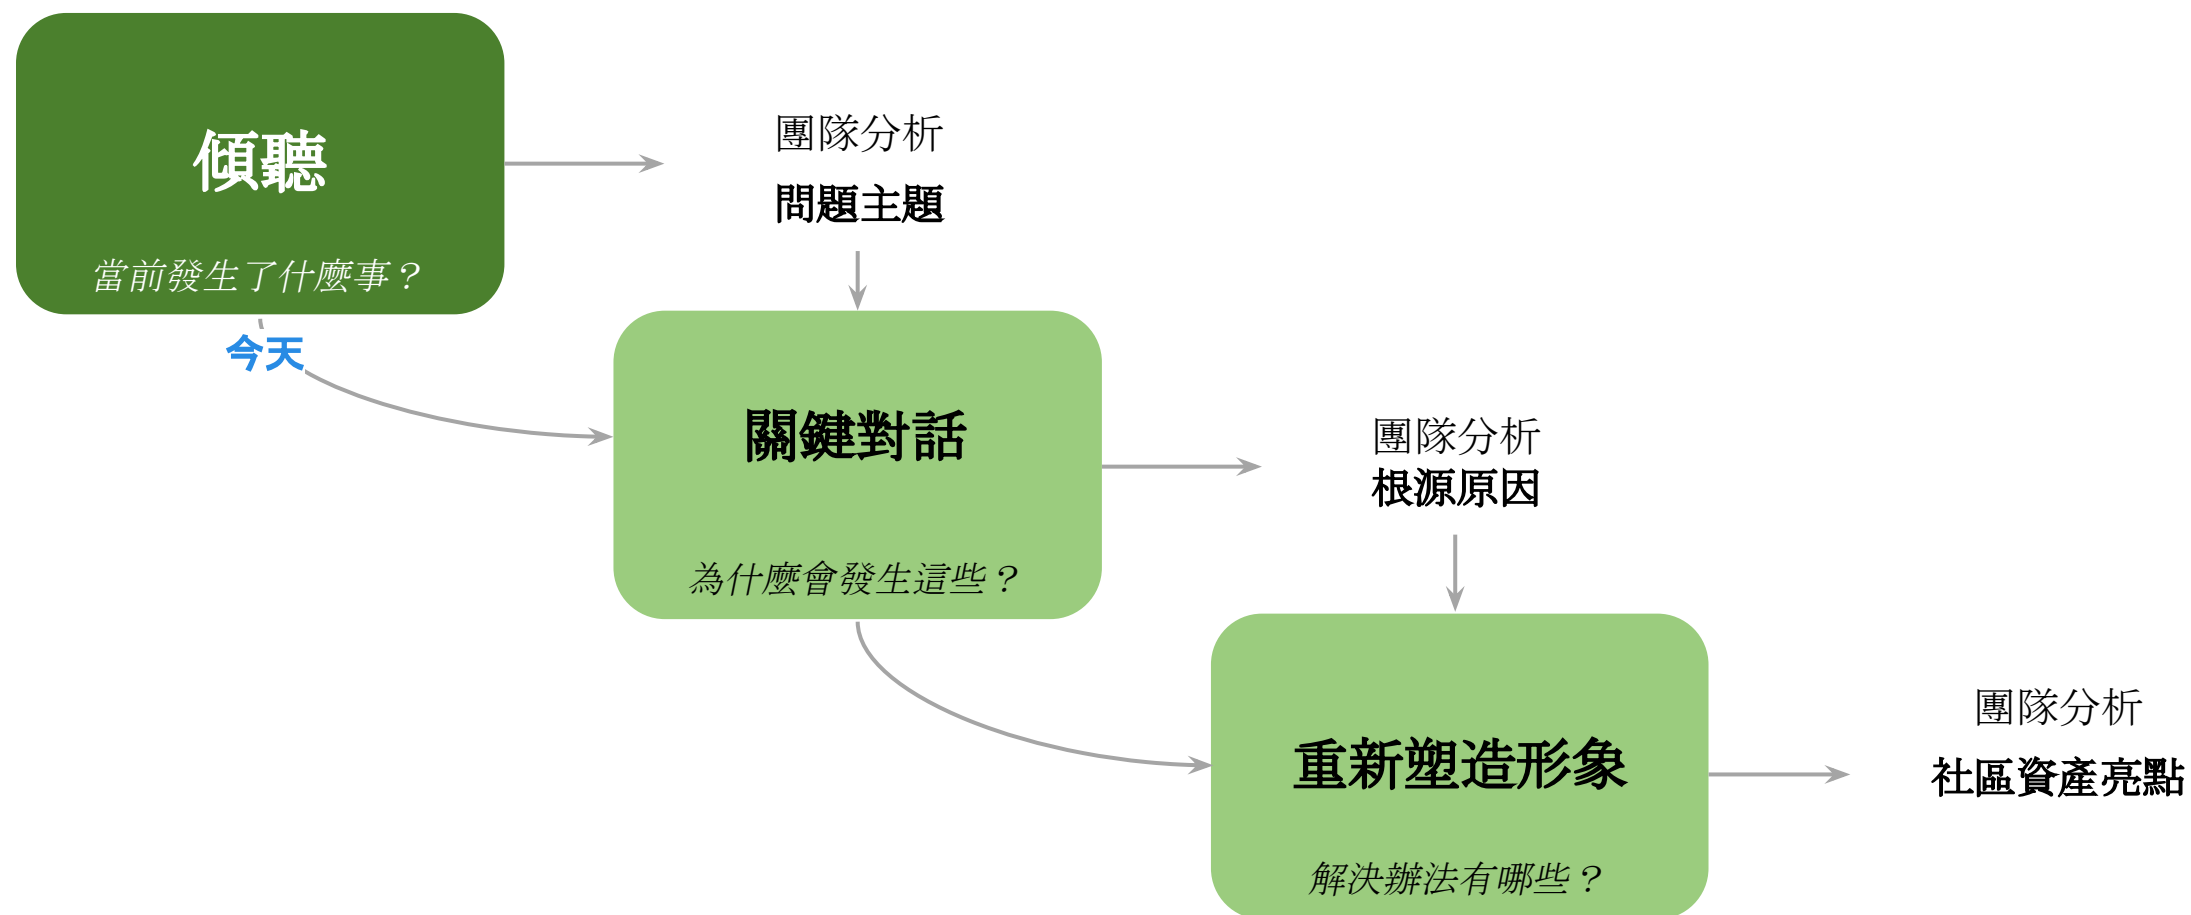 傾聽
當前發生了什麼事？
團隊分析
問題主題
今天
關鍵對話
為什麼會發生這些？
團隊分析
根源原因
重新塑造形象
解決辦法有哪些？
團隊分析
社區資產亮點